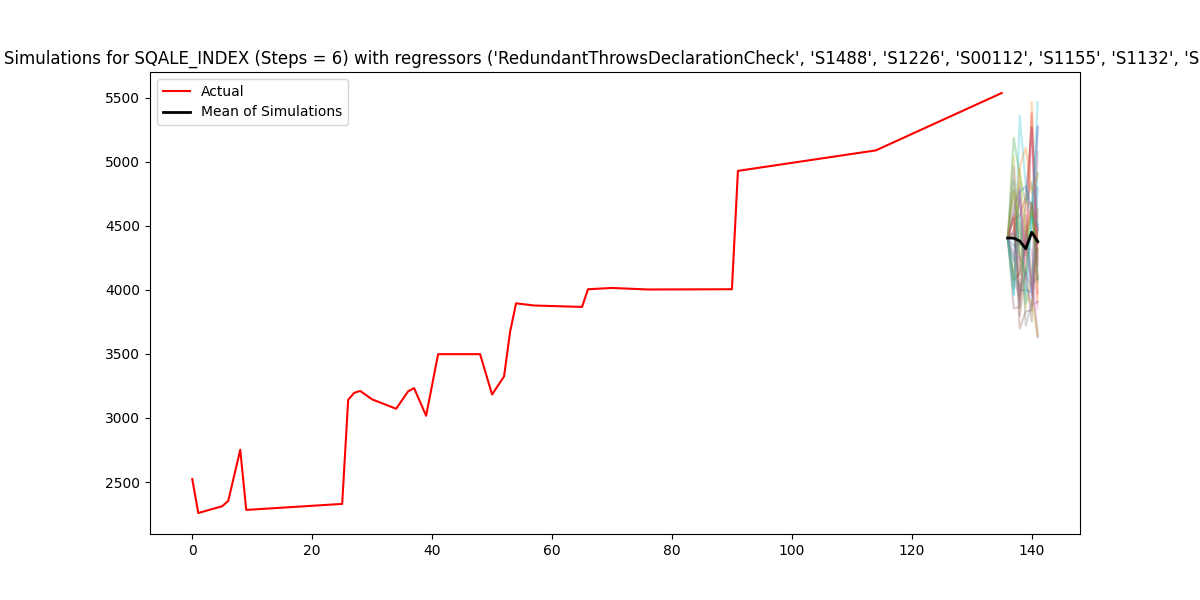 Simulations for SQALE_INDEX (Steps = 6) with regressors ('RedundantThrowsDeclarationCheck', 'S1488', 'S1226', 'S00112', 'S1155', 'S1132', 'S
Actual
Mean of Simulations
5500
5000
4500
4000
3500
3000
2500
0 20 40 60 80 100 120 140